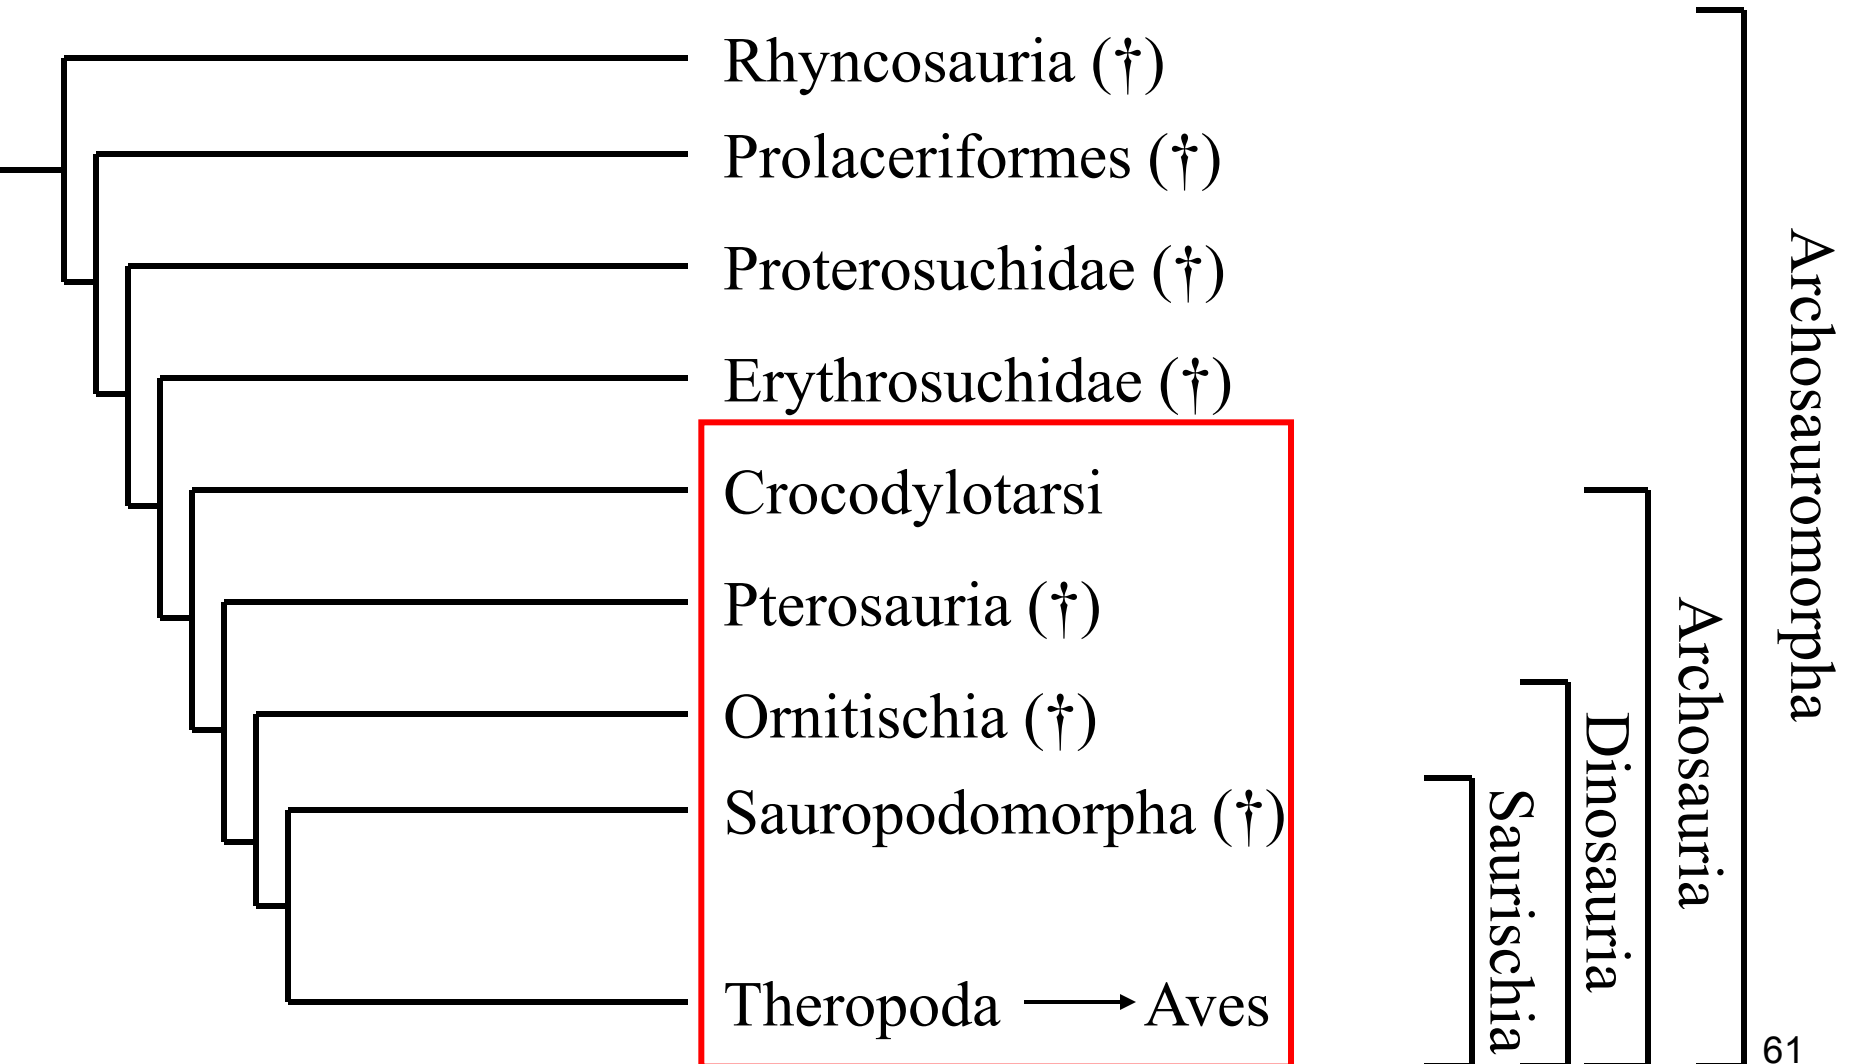 Rhyncosauria (†)
Prolaceriformes (†)
Proterosuchidae (†)
Erythrosuchidae (†)
Crocodylotarsi
Pterosauria (†)
Ornitischia (†)
Sauropodomorpha (†)
Theropoda → Aves
Saurischia
Dinosauria
Archosauria
Archosauromorpha
61